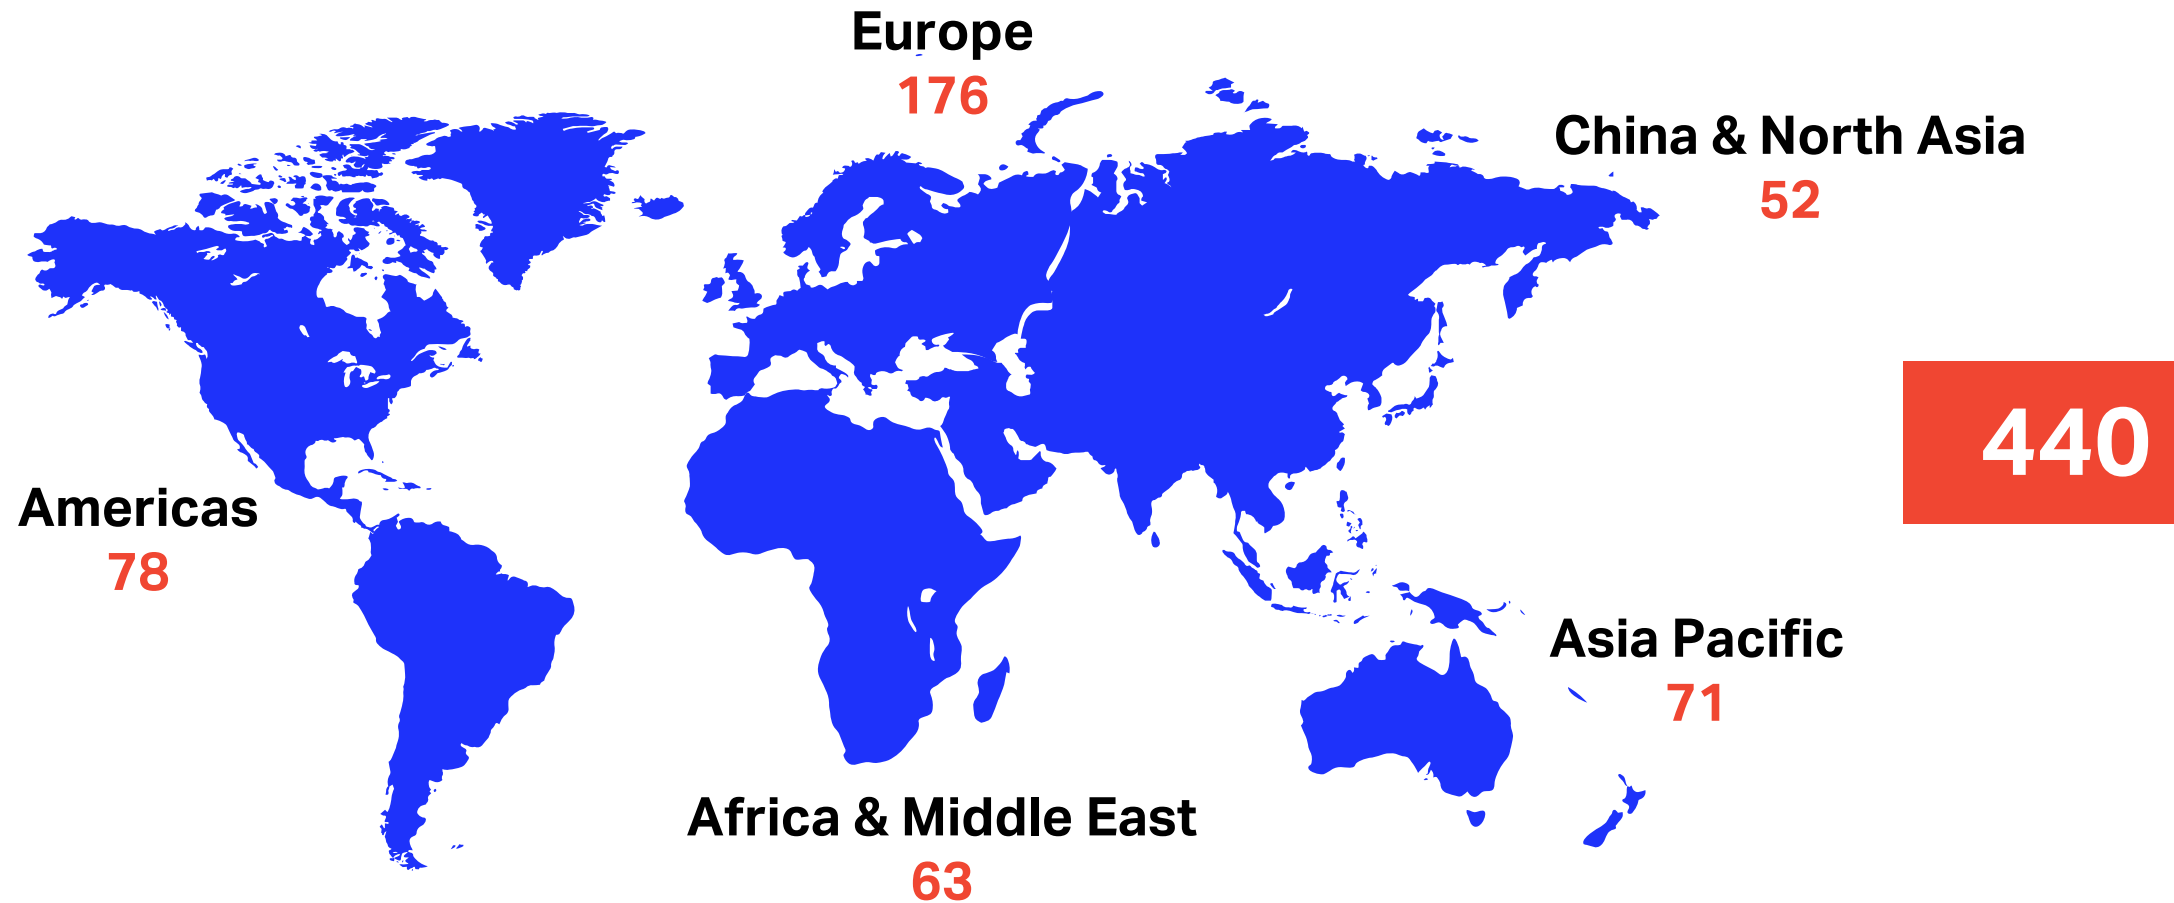 Europe
176
China & North Asia
52
440
Americas
78
Asia Pacific
71
Africa & Middle East
63